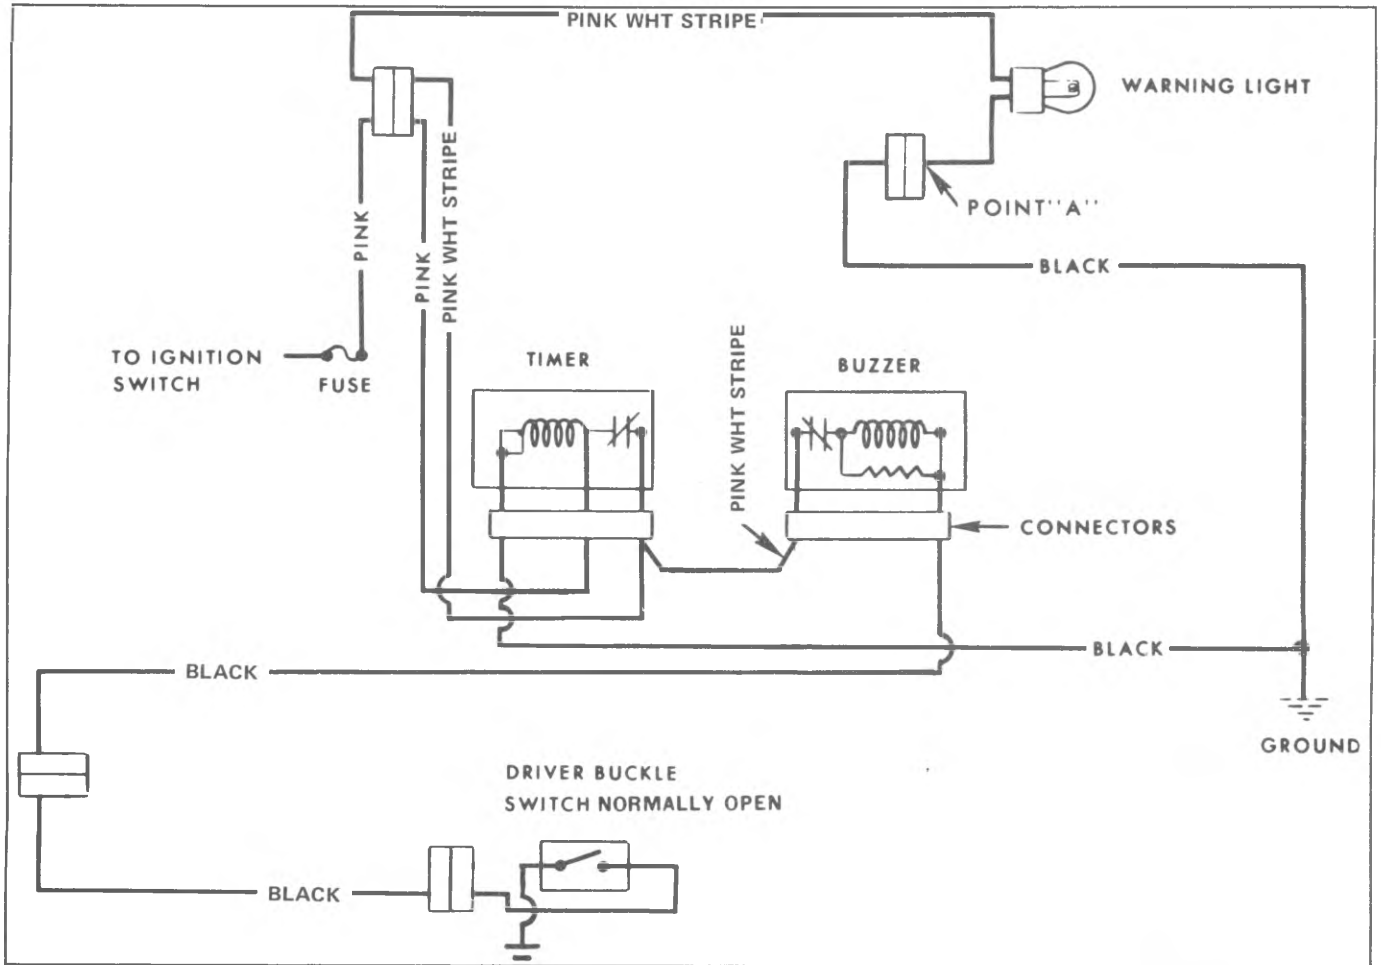 PINK WHT STRIPE
WARNING LIGHT
POINT"A"
BLACK
PINK
PINK
PINK WHT STRIPE
TO IGNITION
SWITCH
FUSE
TIMER
PINK WHT STRIPE
BUZZER
CONNECTORS
BLACK
BLACK
GROUND
DRIVER BUCKLE
SWITCH NORMALLY OPEN
BLACK